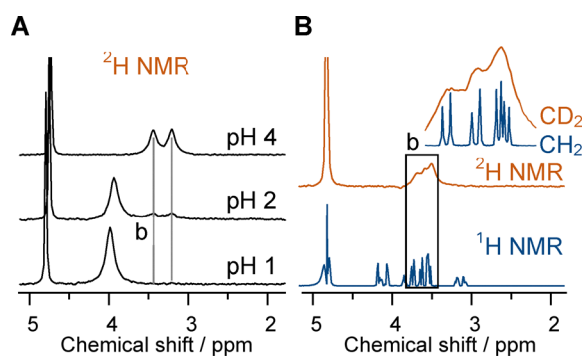 A
²H NMR
pH 4
pH 2
b
pH 1
5 4 3 2
Chemical shift / ppm
B
CD₂
CH₂
b
²H NMR
¹H NMR
5 4 3 2
Chemical shift / ppm